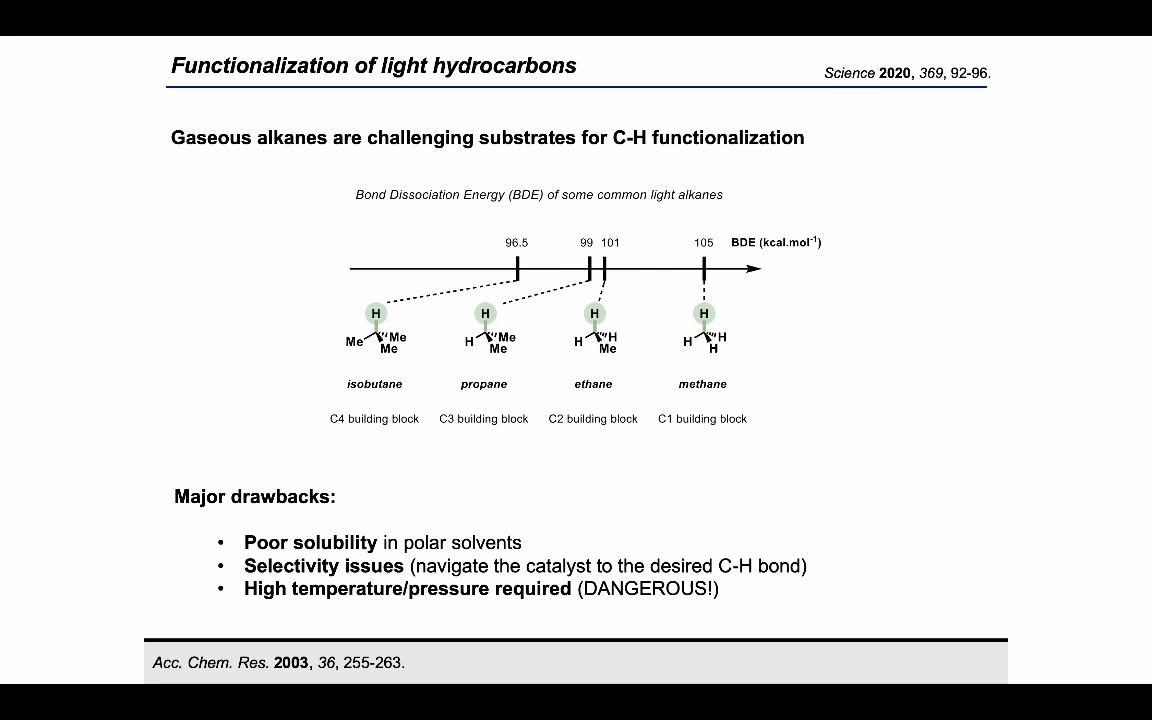 Functionalization of light hydrocarbons
Science 2020, 369, 92-96.
Gaseous alkanes are challenging substrates for C-H functionalization
Bond Dissociation Energy (BDE) of some common light alkanes
96.5 99 101 105 BDE (kcal.mol⁻¹)
H H H H
Me Me Me H Me Me H H Me H H H
isobutane propane ethane methane
C4 building block C3 building block C2 building block C1 building block
Major drawbacks:
• Poor solubility in polar solvents
• Selectivity issues (navigate the catalyst to the desired C-H bond)
• High temperature/pressure required (DANGEROUS!)
Acc. Chem. Res. 2003, 36, 255-263.